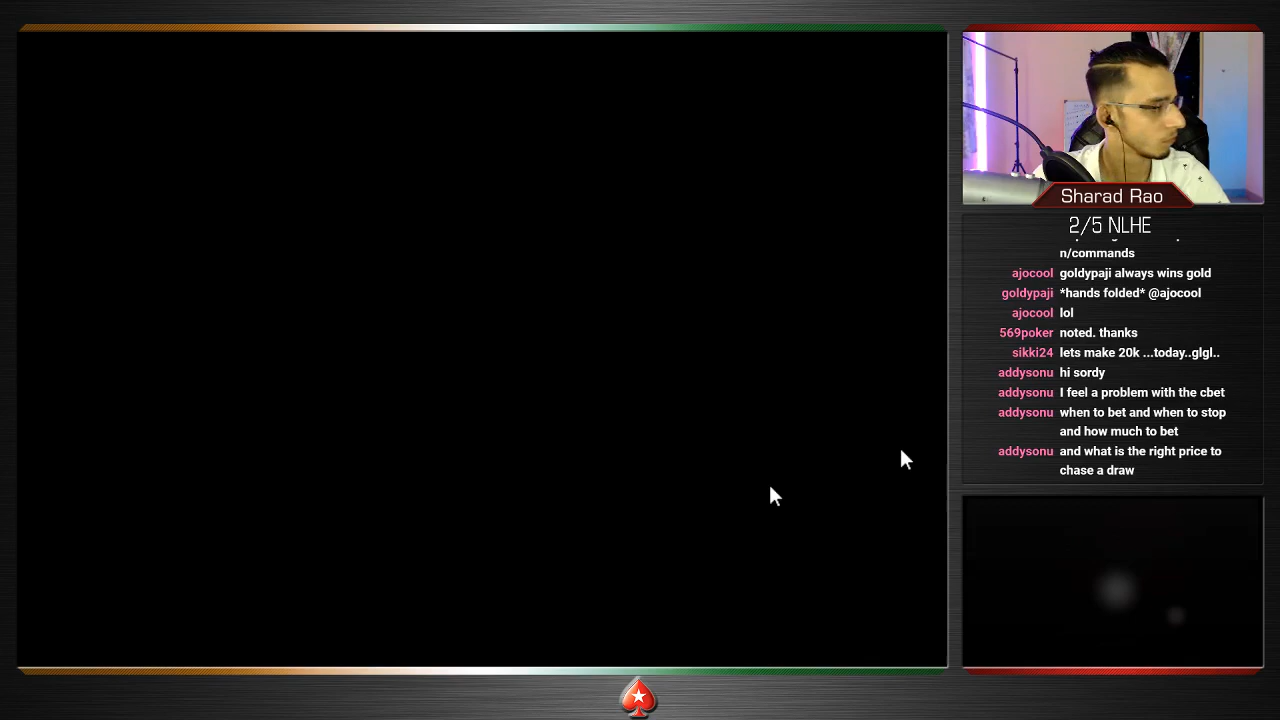 Sharad Rao
2/5 NLHE
n/commands
ajocool goldypaji always wins gold
goldypaji *hands folded* @ajocool
ajocool lol
569poker noted. thanks
sikki24 lets make 20k ...today..glgl..
addysonu hi sordy
addysonu I feel a problem with the cbet
addysonu when to bet and when to stop
and how much to bet
addysonu and what is the right price to
chase a draw